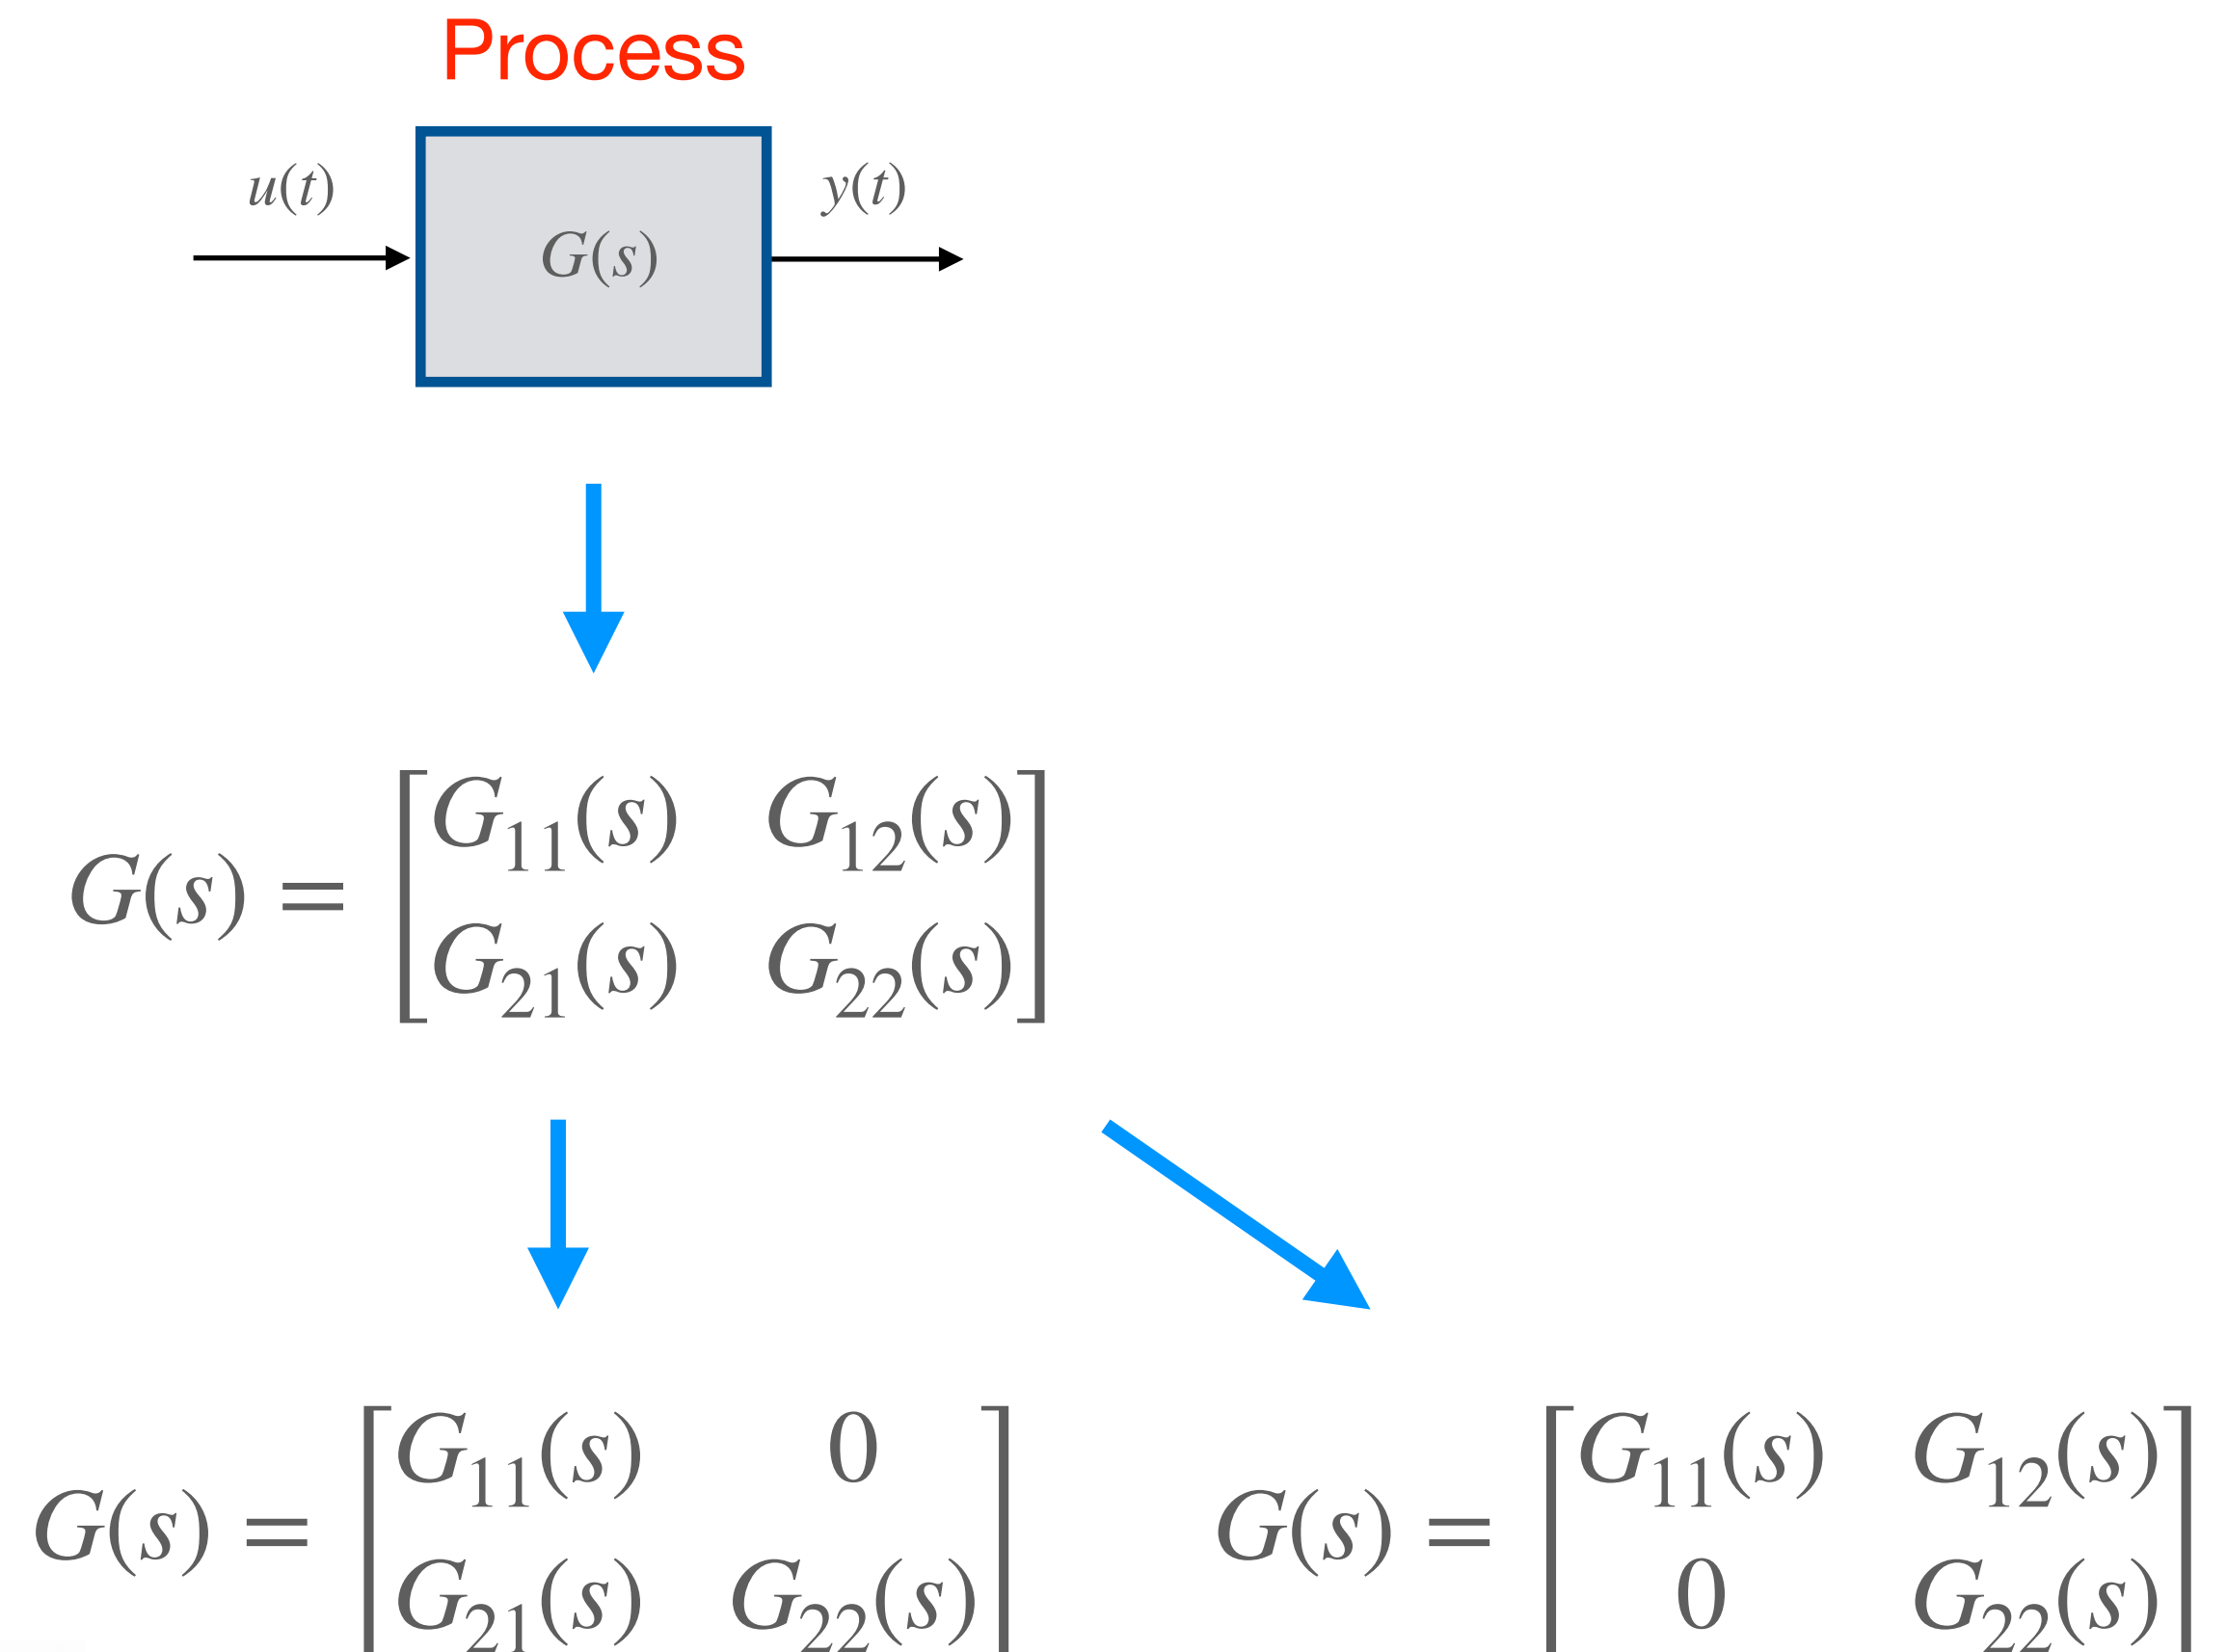 Process
u(t)
y(t)
G(s)
G(s) = [G₁₁(s) G₁₂(s)
G₂₁(s) G₂₂(s)]
G(s) = [G₁₁(s) 0
G₂₁(s) G₂₂(s)]
G(s) = [G₁₁(s) G₁₂(s)
0 G₂₂(s)]